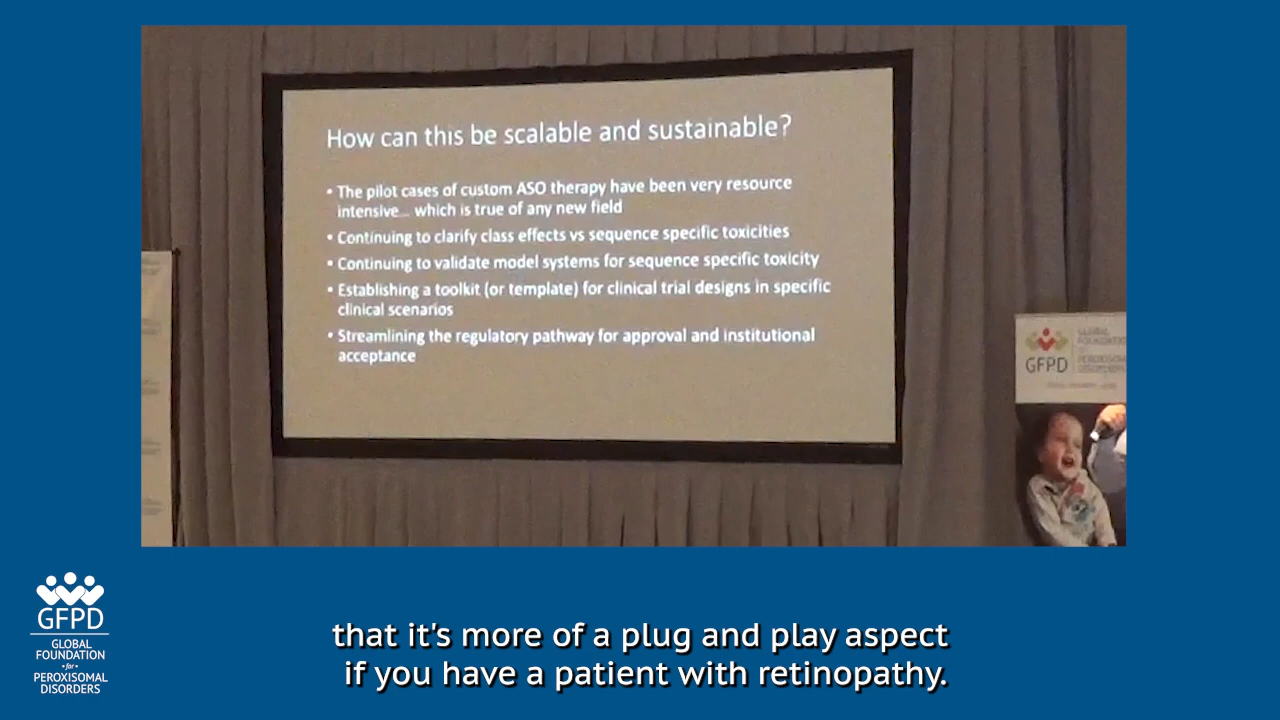 How can this be scalable and sustainable?
• The pilot cases of custom ASO therapy have been very resource
intensive... which is true of any new field
• Continuing to clarify class effects vs sequence specific toxicities
• Continuing to validate model systems for sequence specific toxicity
• Establishing a toolkit (or template) for clinical trial designs in specific
clinical scenarios
• Streamlining the regulatory pathway for approval and institutional
acceptance
GFPD
GLOBAL
FOUNDATION
PEROXISOMAL
DISORDERS
GFPD
GLOBAL
FOUNDATION
•for•
PEROXISOMAL
DISORDERS
that it's more of a plug and play aspect
if you have a patient with retinopathy.